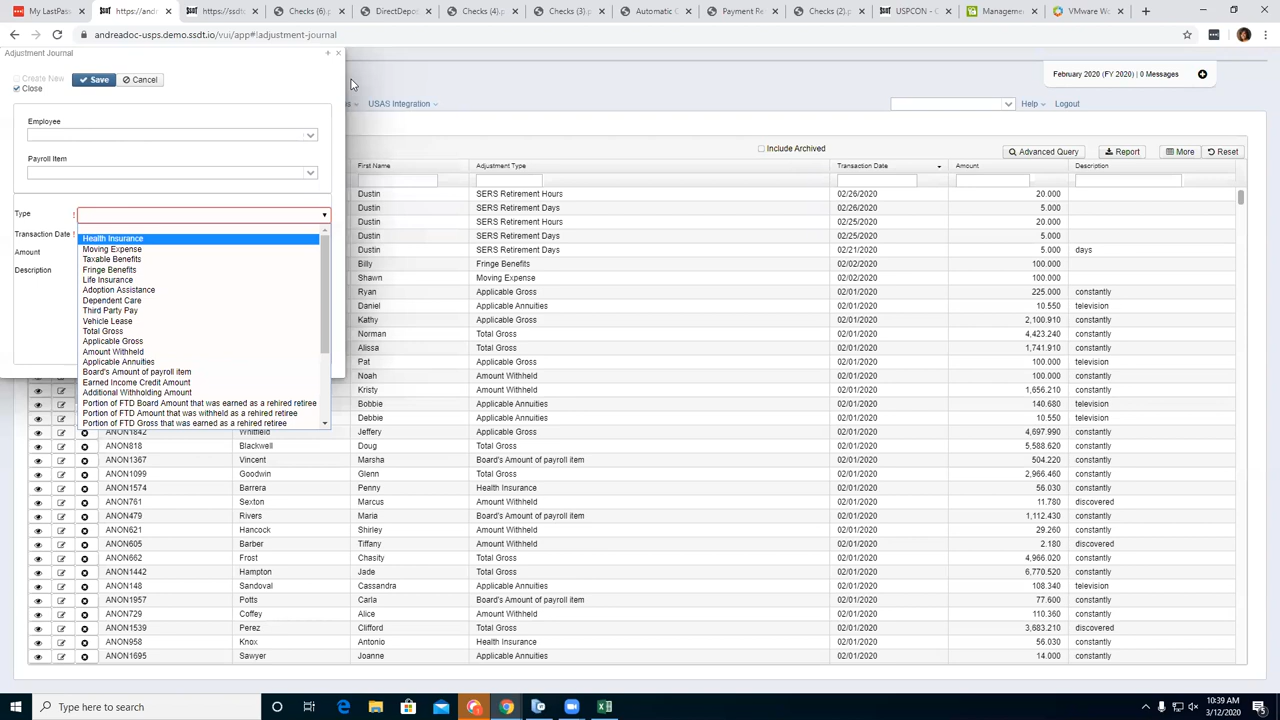 My LastPass
https://andre
https://ssdt
Checks (6).p
DirectDepos
Checks (4).p
Checks (3).p
Automatic C
Payment Re
Checks (2).p
USPCON - C
Management
VMware Wo
andreadoc-usps.demo.ssdt.io/vui/app#!adjustment-journal
Adjustment Journal
February 2020 (FY 2020) | 0 Messages
Create New
Close
Save
Cancel
USAS Integration
Help
Logout
Employee
Payroll Item
Include Archived
Advanced Query
Report
More
Reset
First Name Adjustment Type Transaction Date Amount Description
Type
Transaction Date
Amount
Description
Health Insurance
Moving Expense
Taxable Benefits
Fringe Benefits
Life Insurance
Adoption Assistance
Dependent Care
Third Party Pay
Vehicle Lease
Total Gross
Applicable Gross
Amount Withheld
Applicable Annuities
Board's Amount of payroll item
Earned Income Credit Amount
Additional Withholding Amount
Portion of FTD Board Amount that was earned as a rehired retiree
Portion of FTD Amount that was withheld as a rehired retiree
Portion of FTD Gross that was earned as a rehired retiree
Dustin SERS Retirement Hours 02/26/2020 20.000
Dustin SERS Retirement Days 02/26/2020 5.000
Dustin SERS Retirement Hours 02/25/2020 20.000
Dustin SERS Retirement Days 02/25/2020 5.000
Dustin SERS Retirement Days 02/21/2020 5.000 days
Billy Fringe Benefits 02/02/2020 100.000
Shawn Moving Expense 02/02/2020 100.000
Ryan Applicable Gross 02/01/2020 225.000 constantly
Daniel Applicable Annuities 02/01/2020 10.550 television
Kathy Applicable Gross 02/01/2020 2,100.910 constantly
Norman Total Gross 02/01/2020 4,423.240 constantly
Alissa Total Gross 02/01/2020 1,741.910 constantly
Pat Applicable Gross 02/01/2020 100.000 television
Noah Amount Withheld 02/01/2020 100.000 constantly
Kristy Amount Withheld 02/01/2020 1,656.210 constantly
Bobbie Applicable Gross 02/01/2020 140.680 television
Debbie Applicable Annuities 02/01/2020 10.550 television
ANON1842 Whitfield Jeffery Applicable Gross 02/01/2020 4,697.990 constantly
ANON818 Blackwell Doug Total Gross 02/01/2020 5,588.620 constantly
ANON1367 Vincent Marsha Board's Amount of payroll item 02/01/2020 504.220 constantly
ANON1099 Goodwin Glenn Total Gross 02/01/2020 2,966.460 constantly
ANON1574 Barrera Penny Health Insurance 02/01/2020 56.030 constantly
ANON761 Sexton Marcus Amount Withheld 02/01/2020 11.780 discovered
ANON479 Rivers Maria Board's Amount of payroll item 02/01/2020 1,112.430 constantly
ANON621 Hancock Shirley Amount Withheld 02/01/2020 29.260 constantly
ANON605 Barber Tiffany Amount Withheld 02/01/2020 2.180 discovered
ANON662 Frost Chasity Total Gross 02/01/2020 4,966.020 constantly
ANON1442 Hampton Jade Total Gross 02/01/2020 6,770.520 constantly
ANON148 Sandoval Cassandra Applicable Annuities 02/01/2020 108.340 television
ANON1957 Potts Carla Board's Amount of payroll item 02/01/2020 77.600 constantly
ANON729 Coffey Alice Amount Withheld 02/01/2020 110.360 constantly
ANON1539 Perez Clifford Total Gross 02/01/2020 3,683.210 discovered
ANON958 Knox Antonio Health Insurance 02/01/2020 56.030 constantly
ANON1695 Sawyer Joanne Applicable Annuities 02/01/2020 14.000 constantly
Type here to search
10:39 AM
3/12/2020